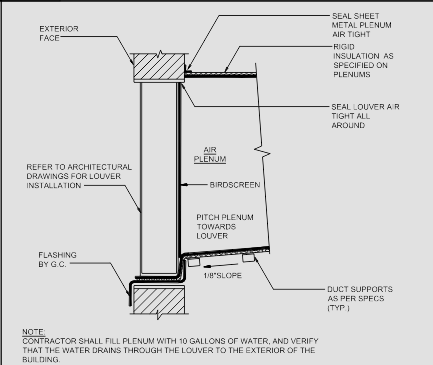 EXTERIOR
FACE
SEAL SHEET
METAL PLENUM
AIR TIGHT
RIGID
INSULATION AS
SPECIFIED ON
PLENUMS
SEAL LOUVER AIR
TIGHT ALL
AROUND
AIR
PLENUM
REFER TO ARCHITECTURAL
DRAWINGS FOR LOUVER
INSTALLATION
BIRDSCREEN
PITCH PLENUM
TOWARDS
LOUVER
FLASHING
BY G.C.
1/8"SLOPE
DUCT SUPPORTS
AS PER SPECS
(TYP.)
NOTE:
CONTRACTOR SHALL FILL PLENUM WITH 10 GALLONS OF WATER, AND VERIFY
THAT THE WATER DRAINS THROUGH THE LOUVER TO THE EXTERIOR OF THE
BUILDING.